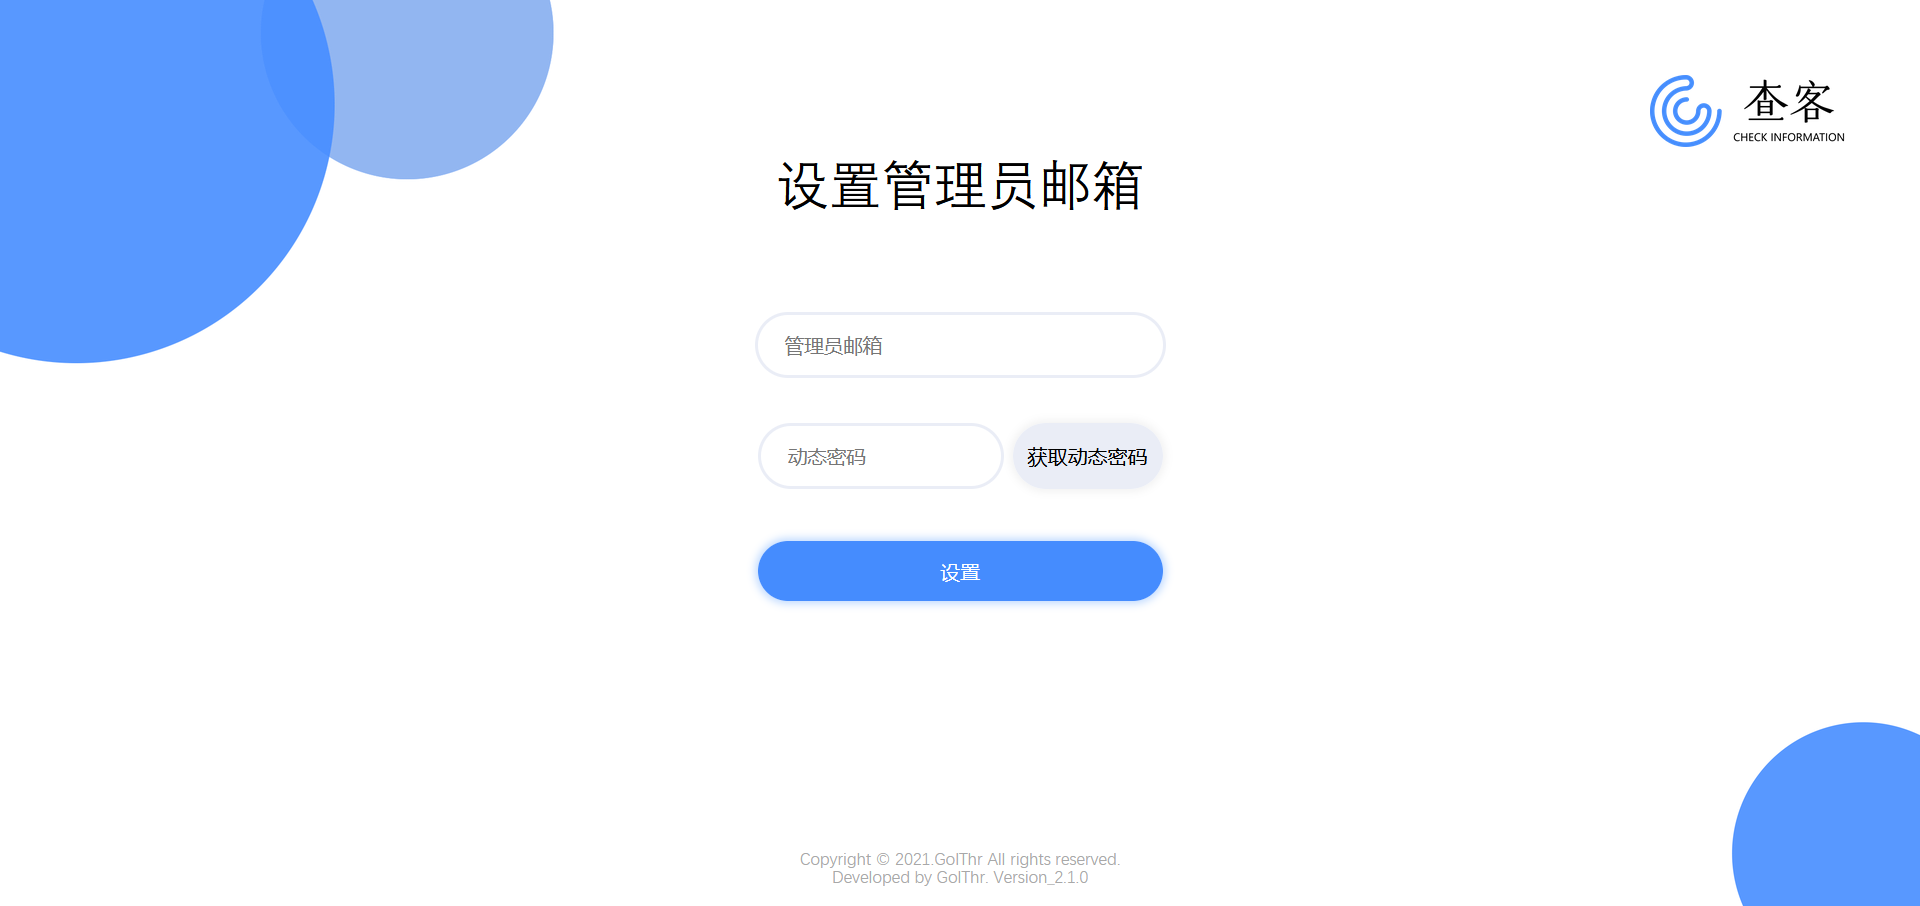 查客
CHECK INFORMATION
设置管理员邮箱
管理员邮箱
动态密码
获取动态密码
设置
Copyright © 2021.GolThr All rights reserved.
Developed by GolThr. Version_2.1.0